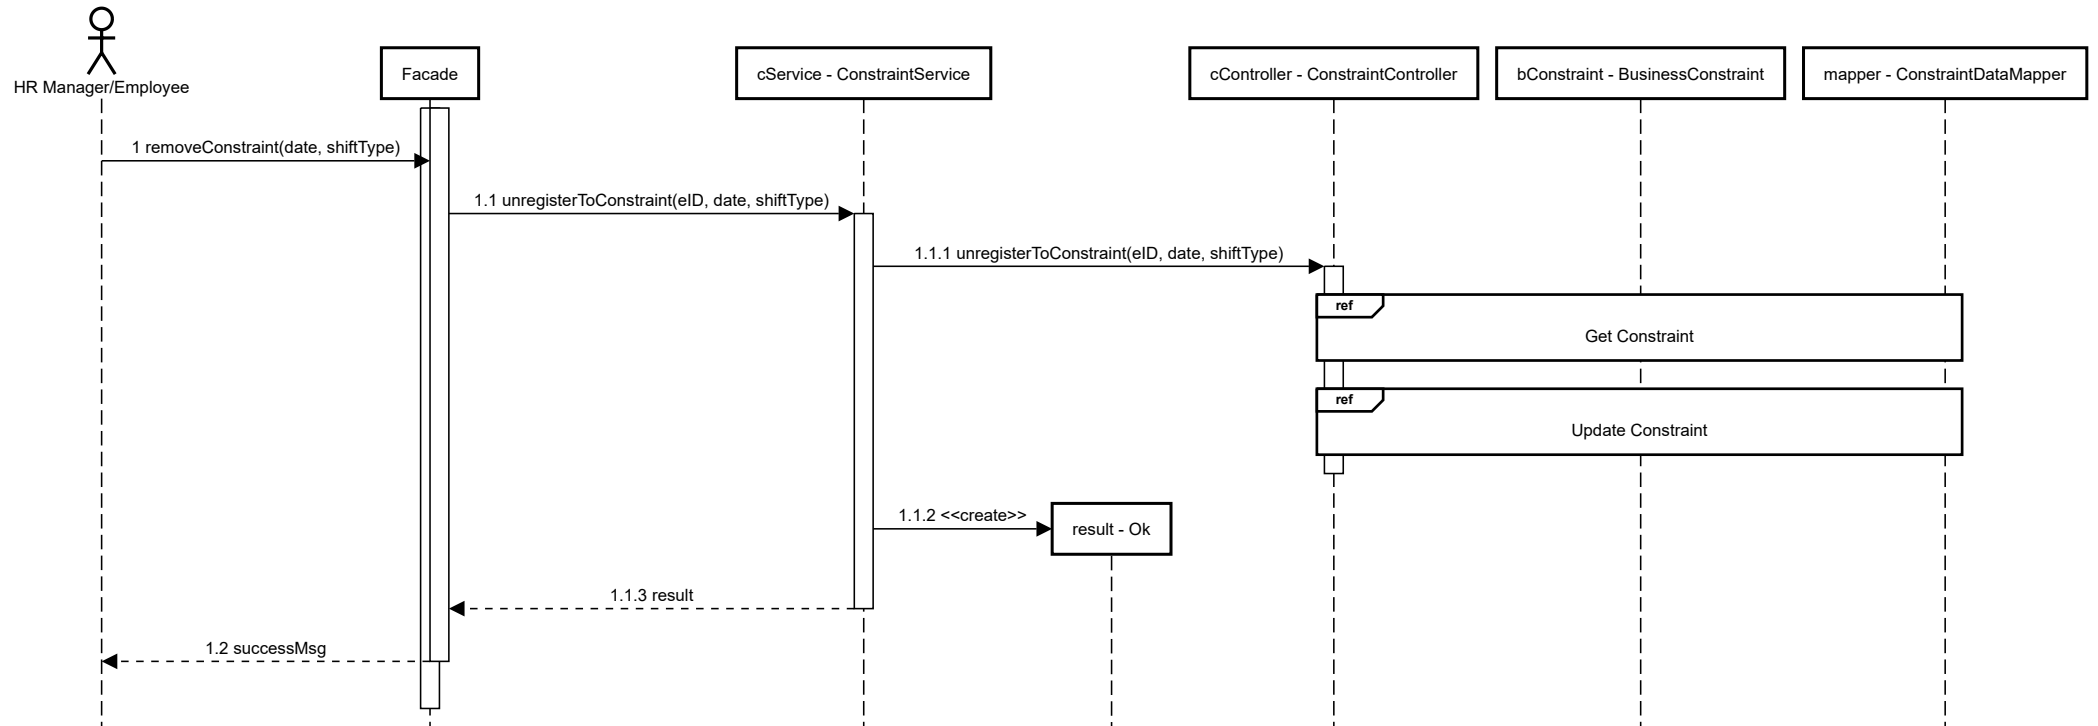 HR Manager/Employee
Facade
cService - ConstraintService
cController - ConstraintController
bConstraint - BusinessConstraint
mapper - ConstraintDataMapper
1 removeConstraint(date, shiftType)
1.1 unregisterToConstraint(eID, date, shiftType)
1.1.1 unregisterToConstraint(eID, date, shiftType)
ref
Get Constraint
ref
Update Constraint
1.1.2 <<create>>
result - Ok
1.1.3 result
1.2 successMsg